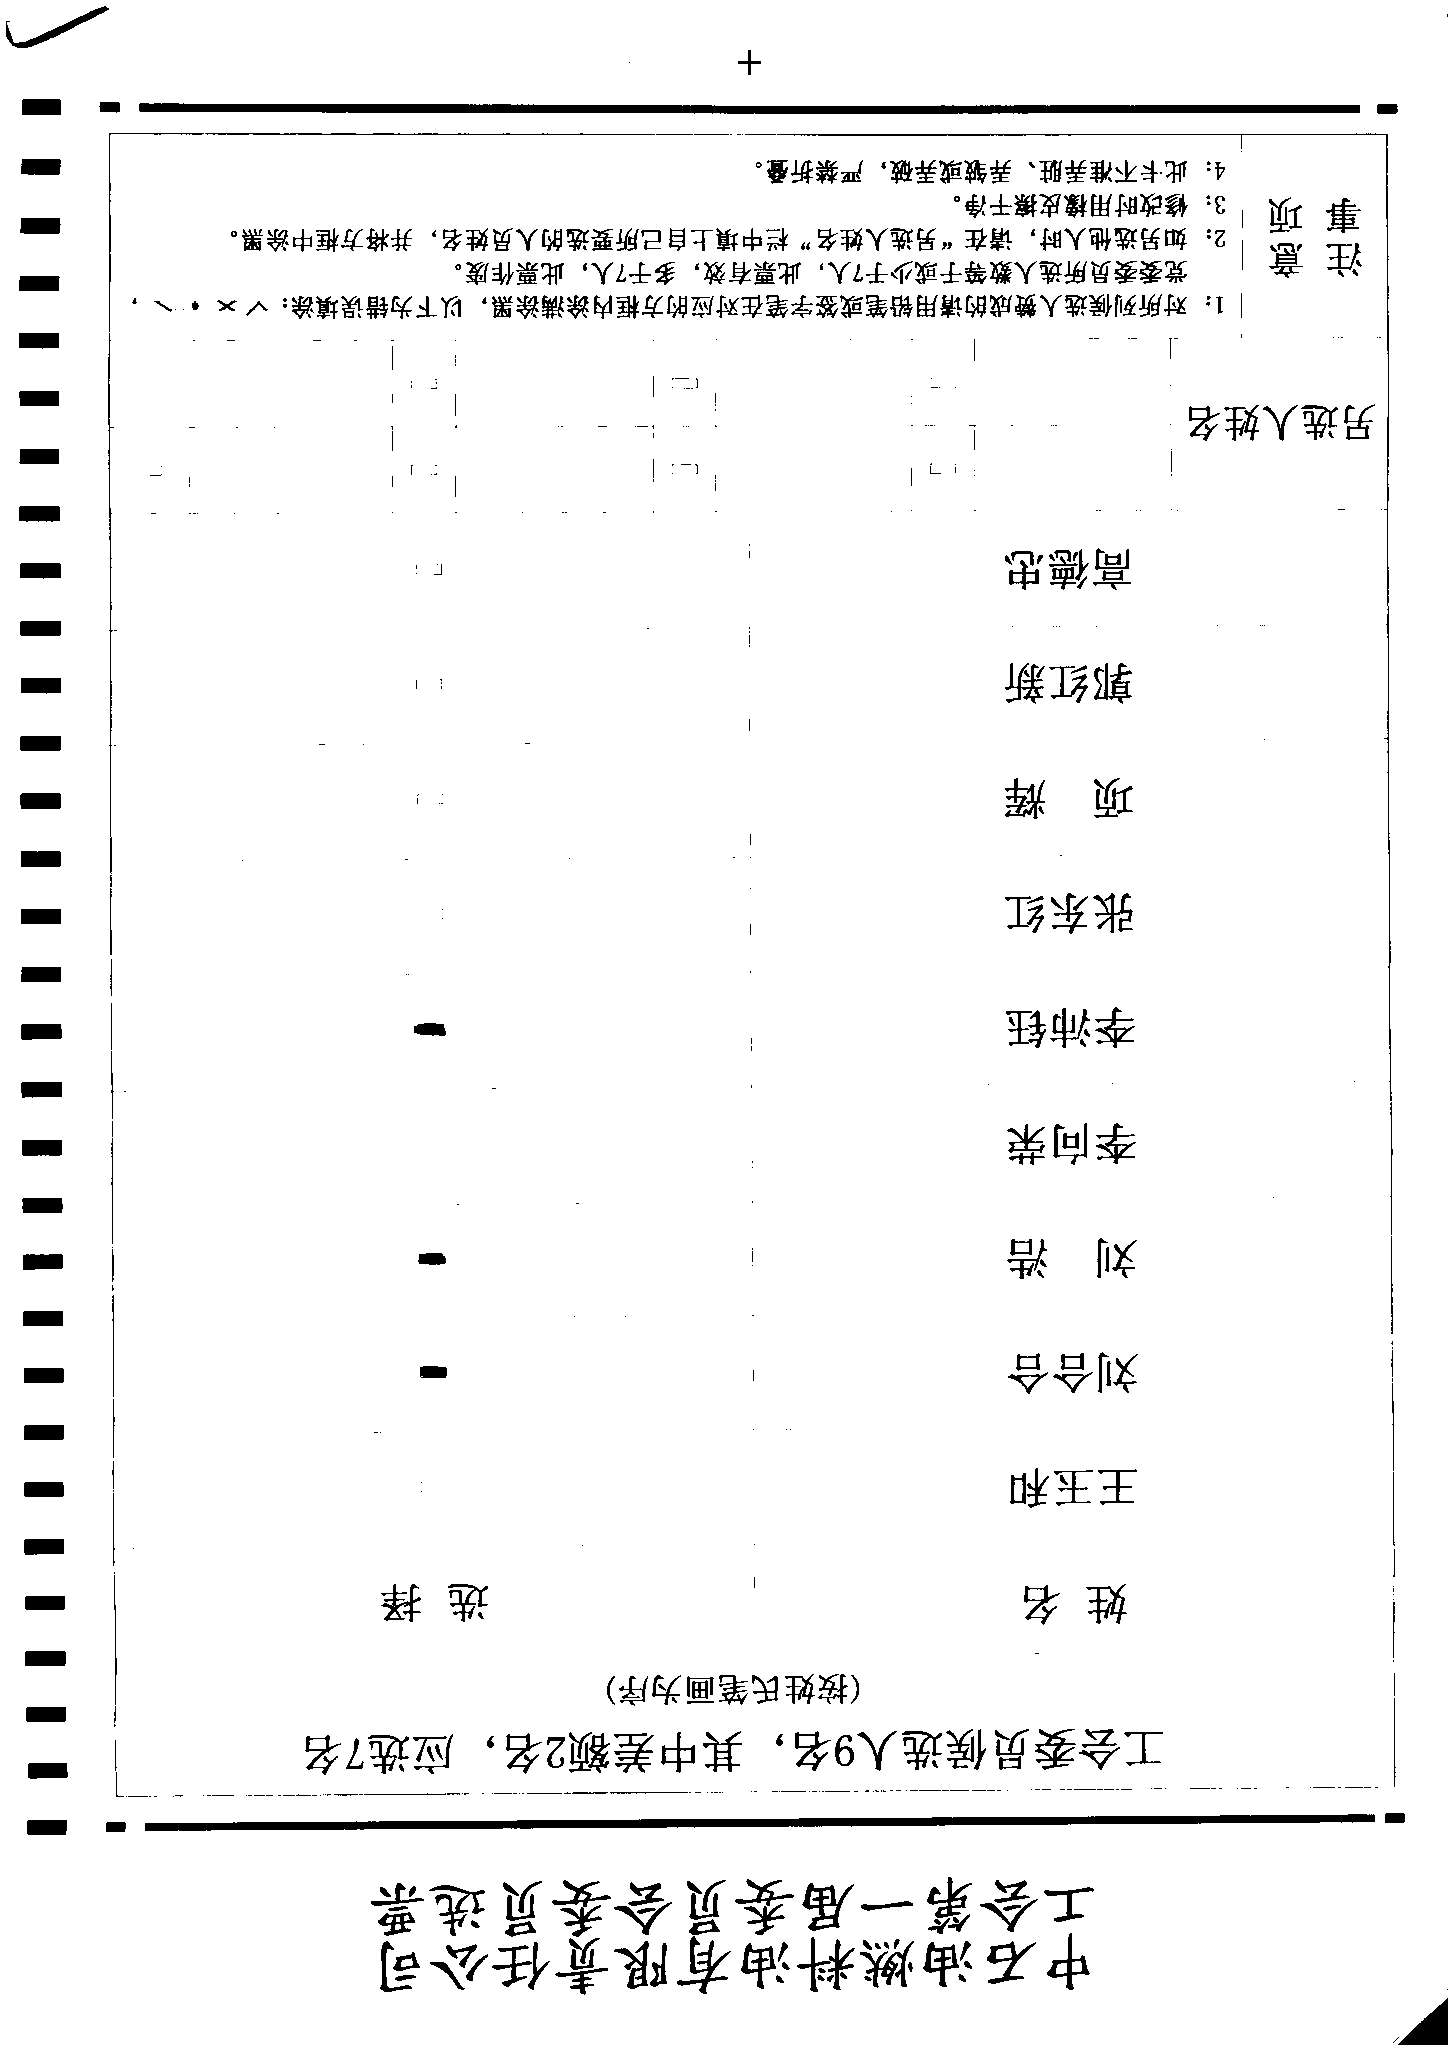 中石油燃料油有限责任公司
工会第一届委员会委员选票
工会委员候选人9名，其中差额2名，应选7名
(按姓氏笔画为序)
姓 名 选 择
王玉和
刘合合
刘 浩
李向荣
李沛钰
张东红
项 辉
郭红新
高德忠
另选人姓名
注意事项
1：对所列候选人赞成的请用铅笔或签字笔在对应的方框内涂满涂黑，以下为错误填涂：√ × • \ ，
党委委员所选人数等于或少于7人，此票有效，多于7人，此票作废。
2：如另选他人时，请在“另选人姓名”栏中填上自己所要选的人员姓名，并将方框中涂黑。
3：修改时用橡皮擦干净。
4：此卡不准弄脏、弄皱或弄破，严禁折叠。